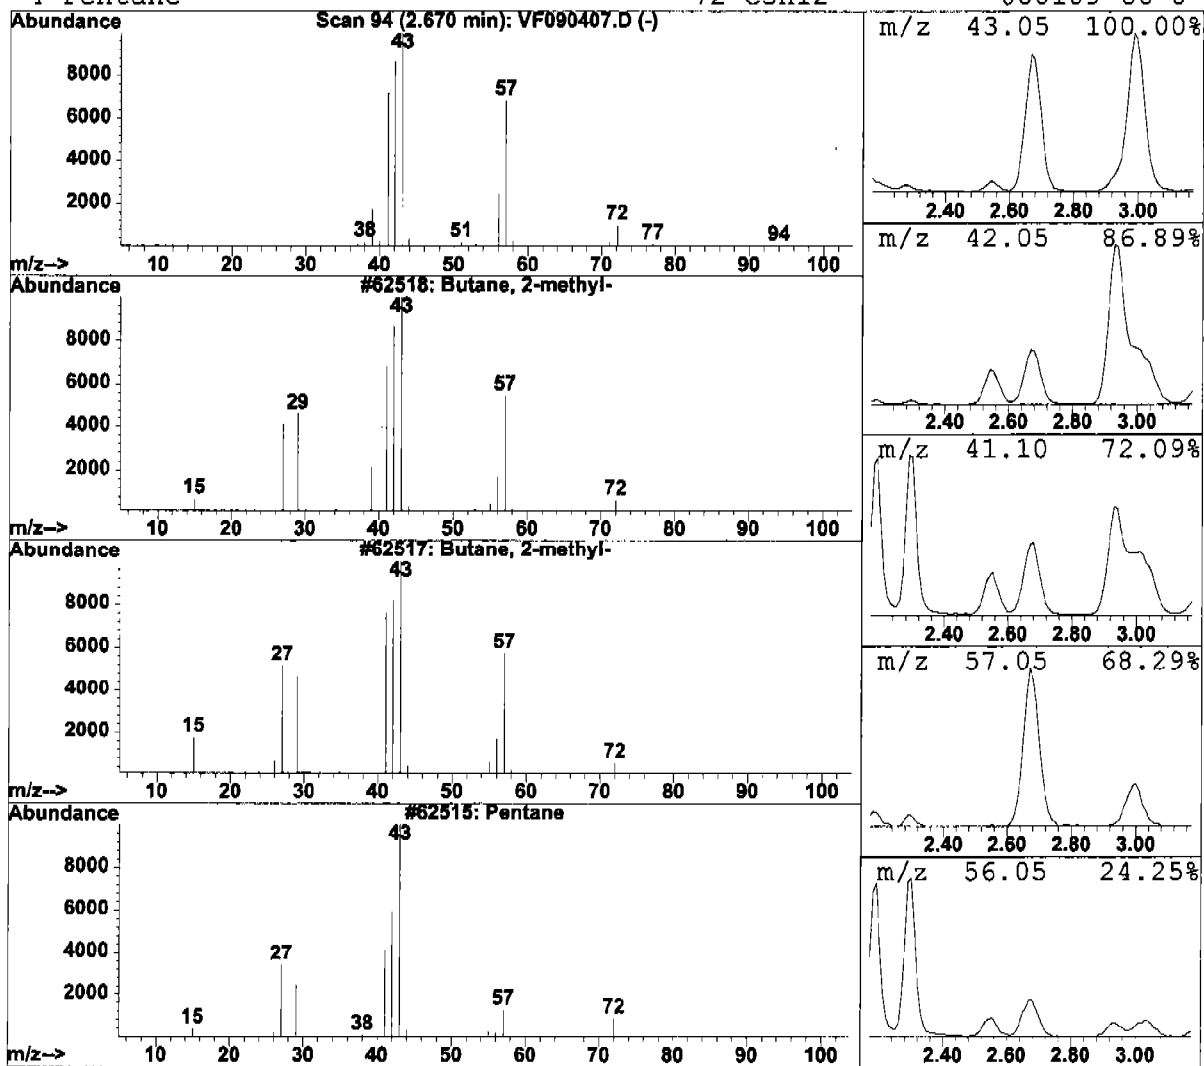 Pentane 72 C5H12
Abundance Scan 94 (2.670 min): VF090407.D (-)
43
8000
57
6000
4000
2000
38 51 72 77 94
m/z--> 10 20 30 40 50 60 70 80 90 100
Abundance #62518: Butane, 2-methyl-
43
8000
6000
57
29
4000
2000
15 72
m/z--> 10 20 30 40 50 60 70 80 90 100
Abundance #62517: Butane, 2-methyl-
43
8000
6000
57
27
4000
2000
15
72
m/z--> 10 20 30 40 50 60 70 80 90 100
Abundance #62515: Pentane
43
8000
6000
4000
27
2000
57 72
15 38
m/z--> 10 20 30 40 50 60 70 80 90 100
m/z 43.05 100.00%
2.40 2.60 2.80 3.00
m/z 42.05 86.89%
2.40 2.60 2.80 3.00
m/z 41.10 72.09%
2.40 2.60 2.80 3.00
m/z 57.05 68.29%
2.40 2.60 2.80 3.00
m/z 56.05 24.25%
2.40 2.60 2.80 3.00